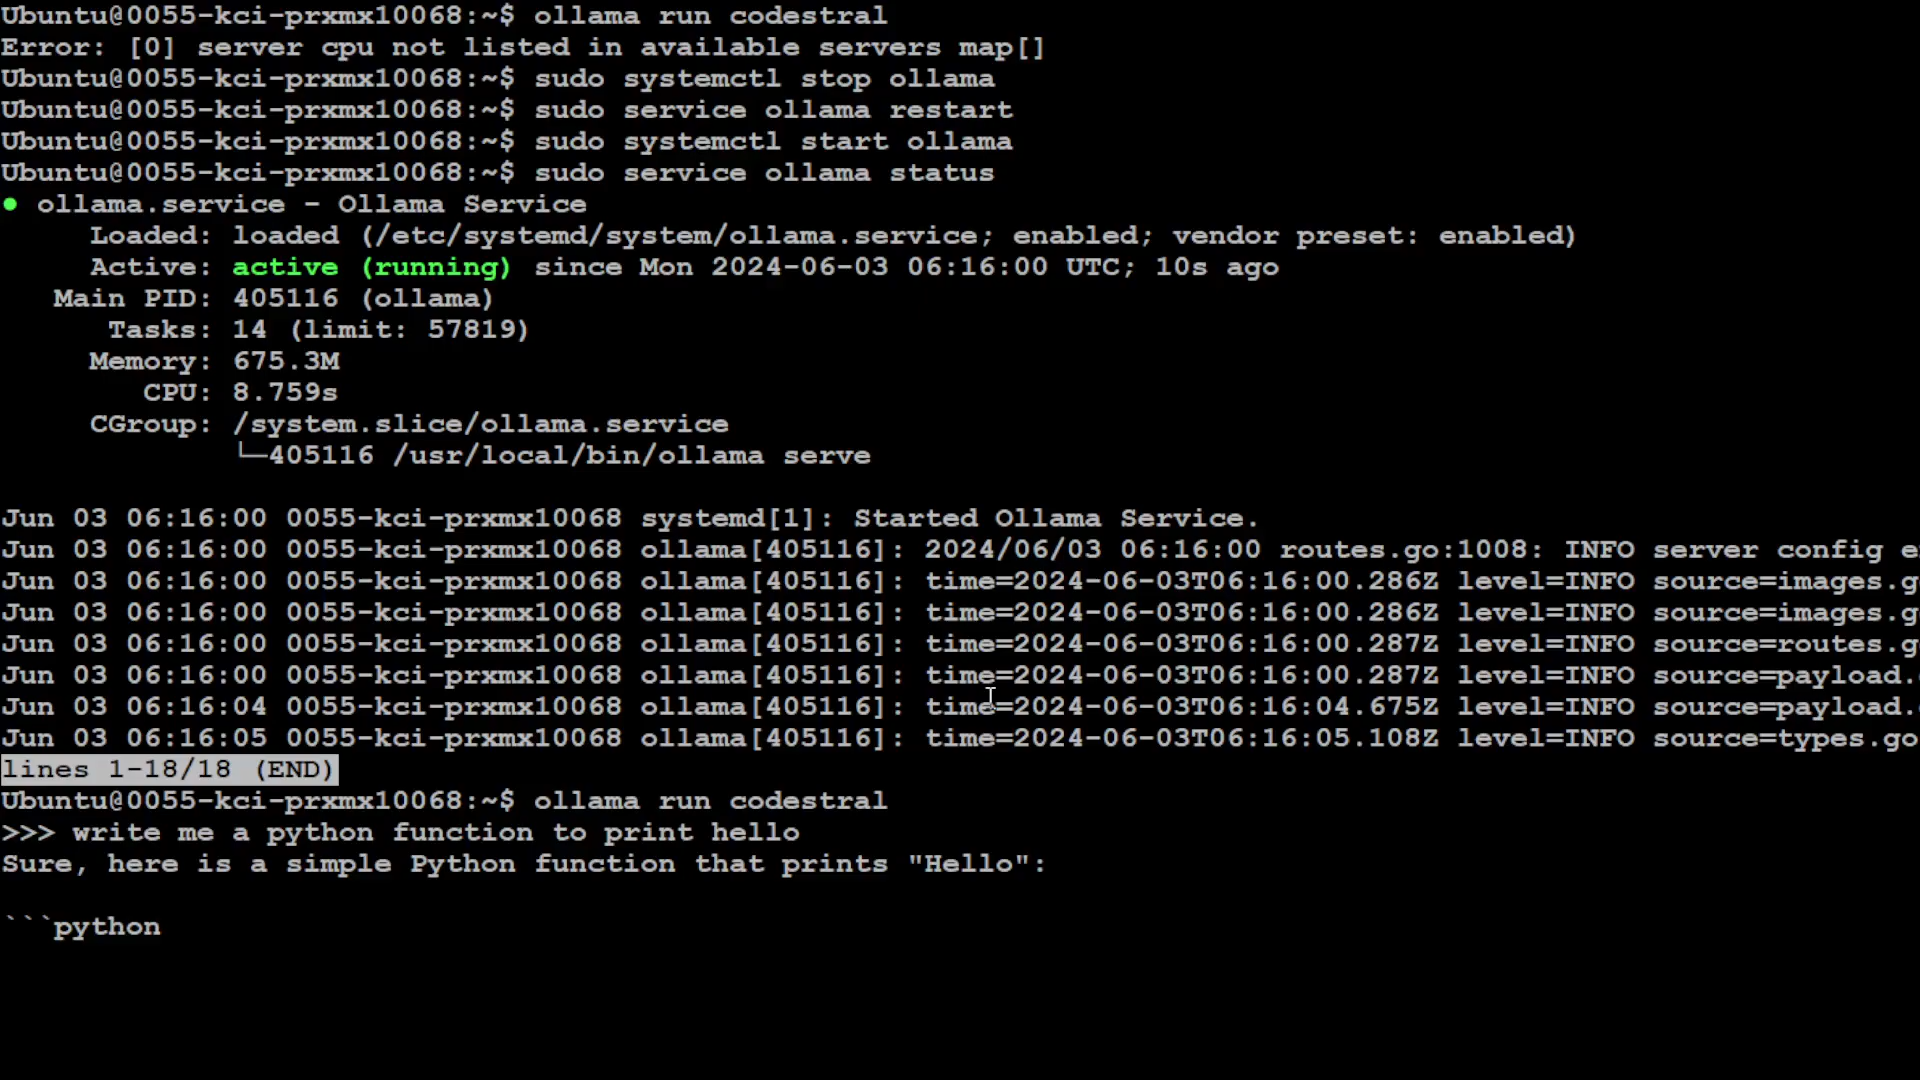 Ubuntu@0055-kci-prxmx10068:~$ ollama run codestral
Error: [0] server cpu not listed in available servers map[]
Ubuntu@0055-kci-prxmx10068:~$ sudo systemctl stop ollama
Ubuntu@0055-kci-prxmx10068:~$ sudo service ollama restart
Ubuntu@0055-kci-prxmx10068:~$ sudo systemctl start ollama
Ubuntu@0055-kci-prxmx10068:~$ sudo service ollama status
● ollama.service - Ollama Service
     Loaded: loaded (/etc/systemd/system/ollama.service; enabled; vendor preset: enabled)
     Active: active (running) since Mon 2024-06-03 06:16:00 UTC; 10s ago
   Main PID: 405116 (ollama)
      Tasks: 14 (limit: 57819)
     Memory: 675.3M
        CPU: 8.759s
     CGroup: /system.slice/ollama.service
             └─405116 /usr/local/bin/ollama serve
Jun 03 06:16:00 0055-kci-prxmx10068 systemd[1]: Started Ollama Service.
Jun 03 06:16:00 0055-kci-prxmx10068 ollama[405116]: 2024/06/03 06:16:00 routes.go:1008: INFO server config e
Jun 03 06:16:00 0055-kci-prxmx10068 ollama[405116]: time=2024-06-03T06:16:00.286Z level=INFO source=images.g
Jun 03 06:16:00 0055-kci-prxmx10068 ollama[405116]: time=2024-06-03T06:16:00.286Z level=INFO source=images.g
Jun 03 06:16:00 0055-kci-prxmx10068 ollama[405116]: time=2024-06-03T06:16:00.287Z level=INFO source=routes.g
Jun 03 06:16:00 0055-kci-prxmx10068 ollama[405116]: time=2024-06-03T06:16:00.287Z level=INFO source=payload.
Jun 03 06:16:04 0055-kci-prxmx10068 ollama[405116]: time=2024-06-03T06:16:04.675Z level=INFO source=payload.
Jun 03 06:16:05 0055-kci-prxmx10068 ollama[405116]: time=2024-06-03T06:16:05.108Z level=INFO source=types.go
lines 1-18/18 (END)
Ubuntu@0055-kci-prxmx10068:~$ ollama run codestral
>>> write me a python function to print hello
Sure, here is a simple Python function that prints "Hello":
```python